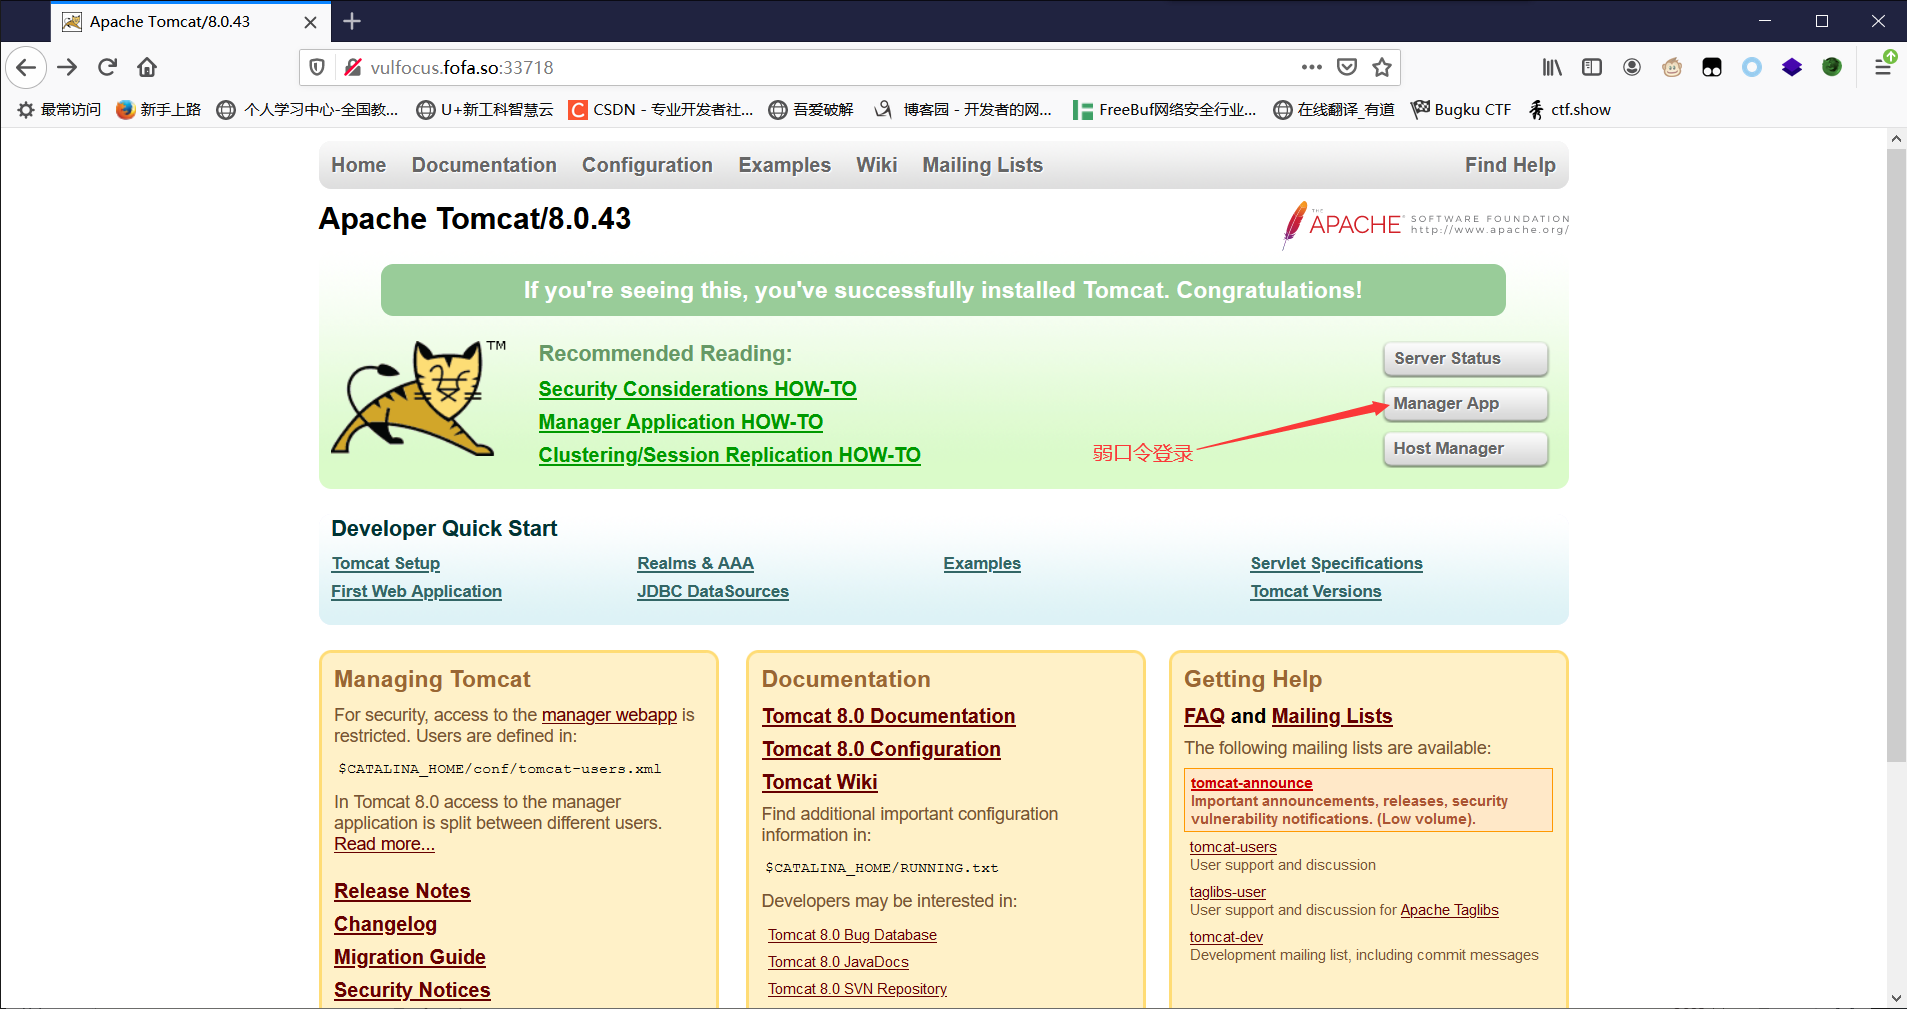 Apache Tomcat/8.0.43
vulfocus.fofa.so:33718
最常访问 新手上路 个人学习中心-全国教... U+新工科智慧云 CSDN - 专业开发者社... 吾爱破解 博客园 - 开发者的网... FreeBuf网络安全行业... 在线翻译_有道 Bugku CTF ctf.show
Home Documentation Configuration Examples Wiki Mailing Lists Find Help
Apache Tomcat/8.0.43
THE APACHE® SOFTWARE FOUNDATION
http://www.apache.org/
If you're seeing this, you've successfully installed Tomcat. Congratulations!
TM
Recommended Reading:
Security Considerations HOW-TO
Manager Application HOW-TO
Clustering/Session Replication HOW-TO
Server Status
Manager App
Host Manager
弱口令登录
Developer Quick Start
Tomcat Setup
First Web Application
Realms & AAA
JDBC DataSources
Examples
Servlet Specifications
Tomcat Versions
Managing Tomcat
For security, access to the manager webapp is
restricted. Users are defined in:
$CATALINA_HOME/conf/tomcat-users.xml
In Tomcat 8.0 access to the manager
application is split between different users.
Read more...
Release Notes
Changelog
Migration Guide
Security Notices
Documentation
Tomcat 8.0 Documentation
Tomcat 8.0 Configuration
Tomcat Wiki
Find additional important configuration
information in:
$CATALINA_HOME/RUNNING.txt
Developers may be interested in:
Tomcat 8.0 Bug Database
Tomcat 8.0 JavaDocs
Tomcat 8.0 SVN Repository
Getting Help
FAQ and Mailing Lists
The following mailing lists are available:
tomcat-announce
Important announcements, releases, security
vulnerability notifications. (Low volume).
tomcat-users
User support and discussion
taglibs-user
User support and discussion for Apache Taglibs
tomcat-dev
Development mailing list, including commit messages